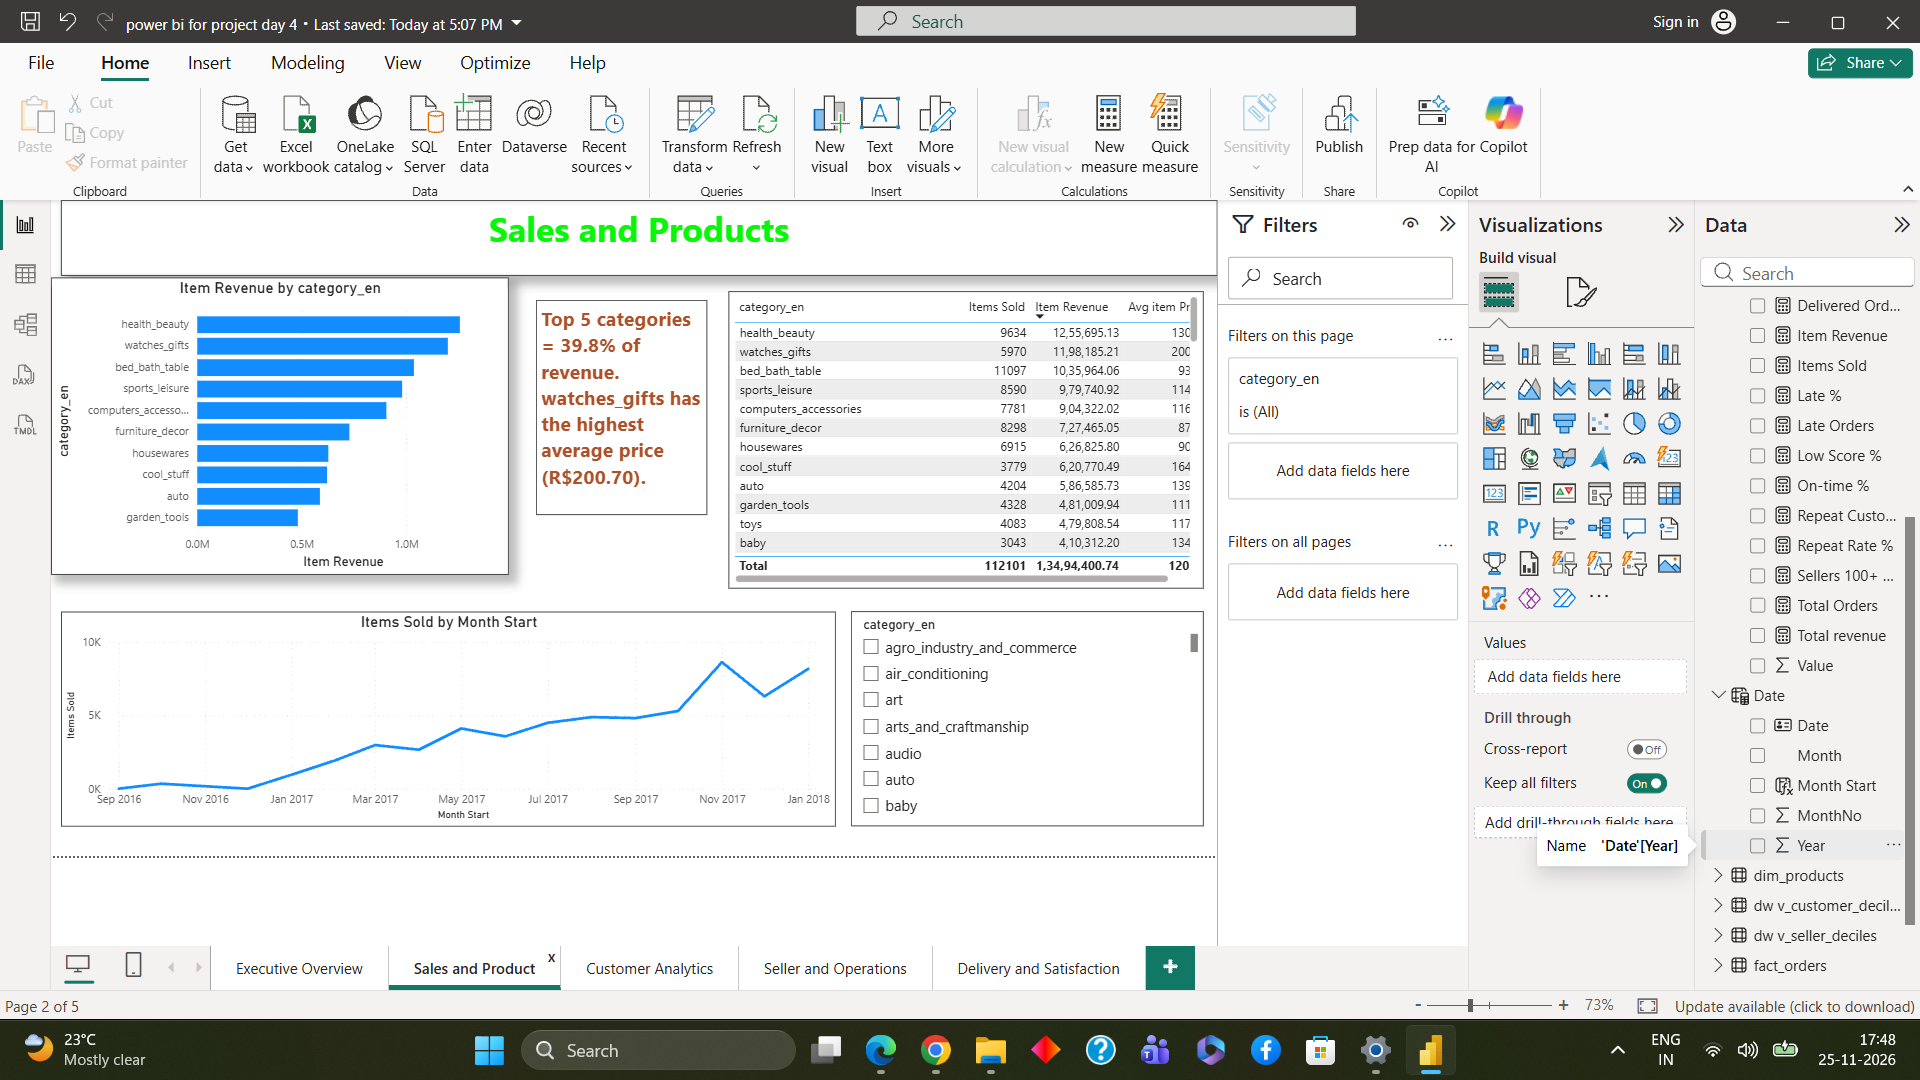 power bi for project day 4 • Last saved: Today at 5:07 PM
Search
Sign in
File
Home
Insert
Modeling
View
Optimize
Help
Share
Paste
Cut
Copy
Format painter
Clipboard
Get data
Excel workbook
OneLake catalog
SQL Server
Enter data
Dataverse
Recent sources
Data
Transform data
Refresh
Queries
New visual
Text box
More visuals
Insert
New visual calculation
New measure
Quick measure
Calculations
Sensitivity
Sensitivity
Publish
Share
Prep data for AI
Copilot
Copilot
Sales and Products
Item Revenue by category_en
category_en
health_beauty
watches_gifts
bed_bath_table
sports_leisure
computers_accesso...
furniture_decor
housewares
cool_stuff
auto
garden_tools
0.0M 0.5M 1.0M
Item Revenue
Top 5 categories
= 39.8% of
revenue.
watches_gifts has
the highest
average price
(R$200.70).
category_en Items Sold Item Revenue Avg item Pr
health_beauty 9634 12,55,695.13 130
watches_gifts 5970 11,98,185.21 200
bed_bath_table 11097 10,35,964.06 93
sports_leisure 8590 9,79,740.92 114
computers_accessories 7781 9,04,322.02 116
furniture_decor 8298 7,27,465.05 87
housewares 6915 6,26,825.80 90
cool_stuff 3779 6,20,770.49 164
auto 4204 5,86,585.73 139
garden_tools 4328 4,81,009.94 111
toys 4083 4,79,808.54 117
baby 3043 4,10,312.20 134
Total 112101 1,34,94,400.74 120
Items Sold by Month Start
Items Sold
10K
5K
0K
Sep 2016 Nov 2016 Jan 2017 Mar 2017 May 2017 Jul 2017 Sep 2017 Nov 2017 Jan 2018
Month Start
category_en
agro_industry_and_commerce
air_conditioning
art
arts_and_craftmanship
audio
auto
baby
Filters
Search
Filters on this page ...
category_en
is (All)
Add data fields here
Filters on all pages ...
Add data fields here
Visualizations
Build visual
123
123
R
Py
...
Values
Add data fields here
Drill through
Cross-report Off
Keep all filters On
Add drill-through fields here
Name 'Date'[Year]
Data
Search
Delivered Ord...
Item Revenue
Items Sold
Late %
Late Orders
Low Score %
On-time %
Repeat Custo...
Repeat Rate %
Sellers 100+ ...
Total Orders
Total revenue
Value
Date
Date
Month
Month Start
MonthNo
Year ...
dim_products
dw v_customer_decil...
dw v_seller_deciles
fact_orders
DAX
TMDL
Executive Overview
Sales and Product x
Customer Analytics
Seller and Operations
Delivery and Satisfaction
+
Page 2 of 5
- + 73%
Update available (click to download)
23°C
Mostly clear
Search
ENG
IN
17:48
25-11-2026